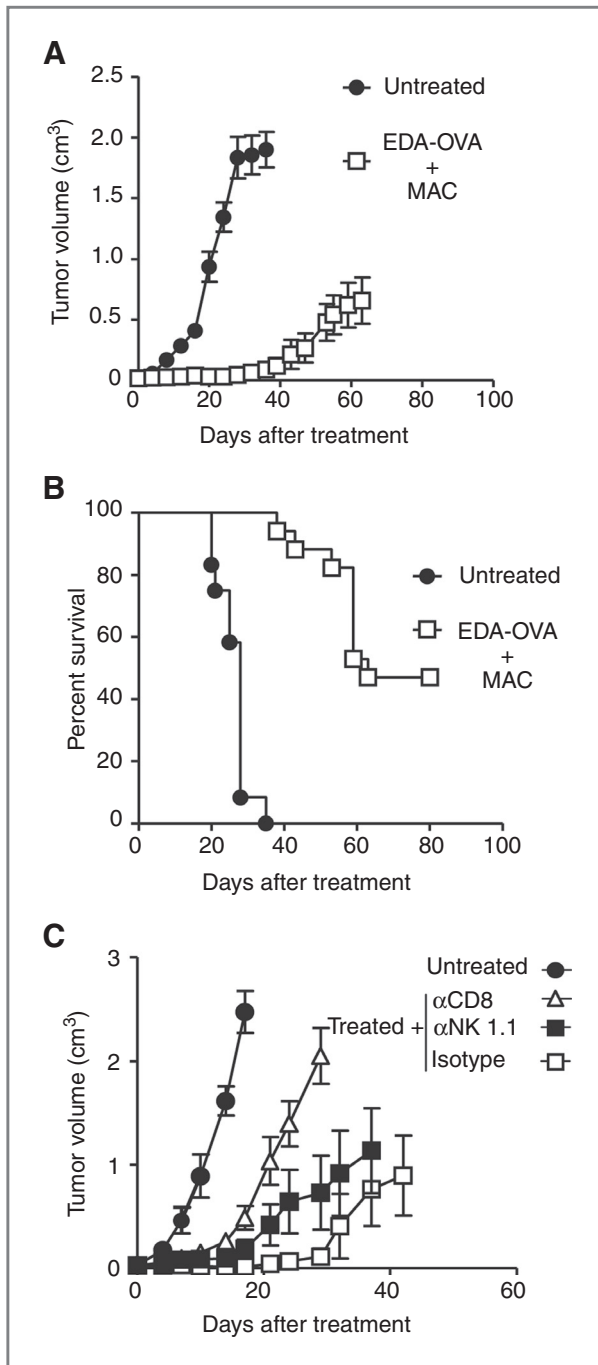 A
2.5
2.0
1.5
1.0
0.5
0
Tumor volume (cm³)
0 20 40 60 80 100
Days after treatment
Untreated
EDA-OVA
+
MAC
B
100
80
60
40
20
0
Percent survival
0 20 40 60 80 100
Days after treatment
Untreated
EDA-OVA
+
MAC
C
3
2
1
0
Tumor volume (cm³)
0 20 40 60
Days after treatment
Untreated
αCD8
Treated + αNK 1.1
Isotype